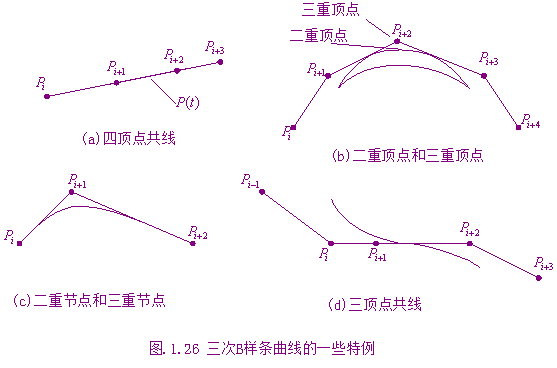 三重顶点
二重顶点
P_i
P_{i+1}
P_{i+2}
P_{i+3}
P(t)
(a)四顶点共线
P_i
P_{i+1}
P_{i+2}
P_{i+3}
P_{i+4}
(b)二重顶点和三重顶点
P_i
P_{i+1}
P_{i+2}
(c)二重节点和三重节点
P_{i-1}
P_i
P_{i+1}
P_{i+2}
P_{i+3}
(d)三顶点共线
图.1.26 三次B样条曲线的一些特例